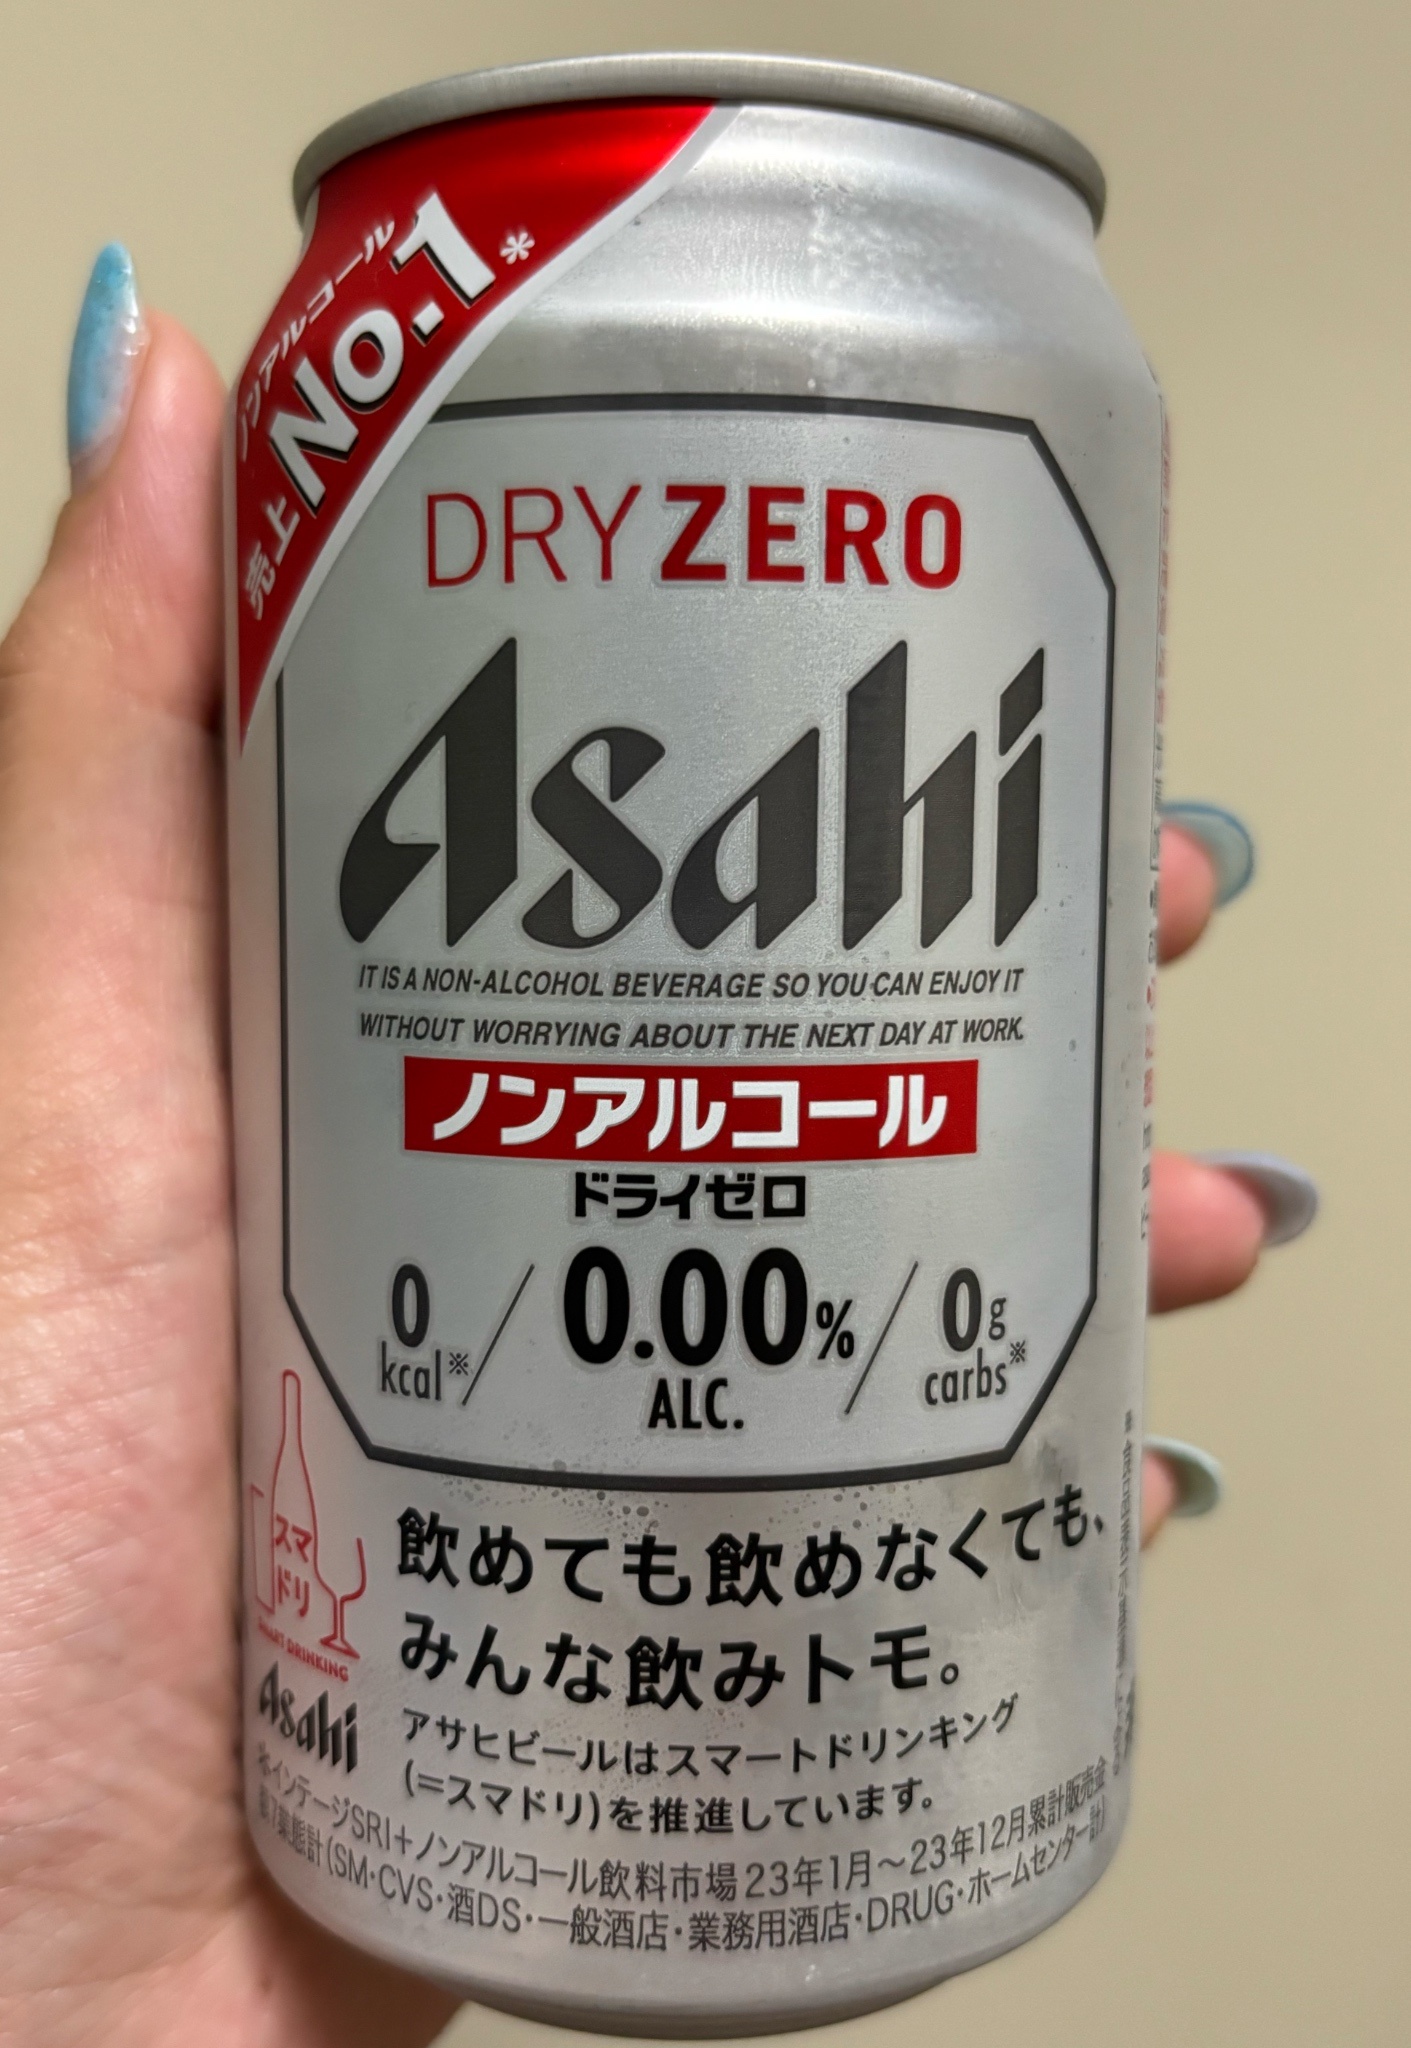 ノンアルコール
売上No.1*
DRY ZERO
Asahi
IT IS A NON-ALCOHOL BEVERAGE SO YOU CAN ENJOY IT
WITHOUT WORRYING ABOUT THE NEXT DAY AT WORK.
ノンアルコール
ドライゼロ
0 kcal※ / 0.00% ALC. / 0g carbs※
スマ
ドリ
SMART DRINKING
Asahi
飲めても飲めなくても、
みんな飲みトモ。
アサヒビールはスマートドリンキング
(=スマドリ)を推進しています。
*インテージSRI+ノンアルコール飲料市場 23年1月~23年12月累計販売金
額7業態計(SM・CVS・酒DS・一般酒店・業務用酒店・DRUG・ホームセンター計)